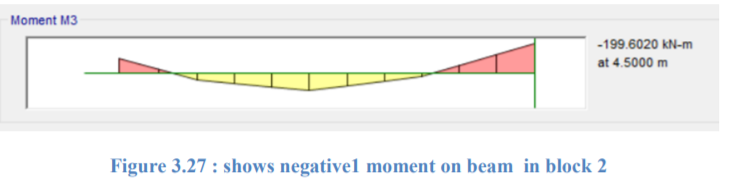 Moment M3
-199.6020 kN-m
at 4.5000 m
Figure 3.27 : shows negative1 moment on beam in block 2